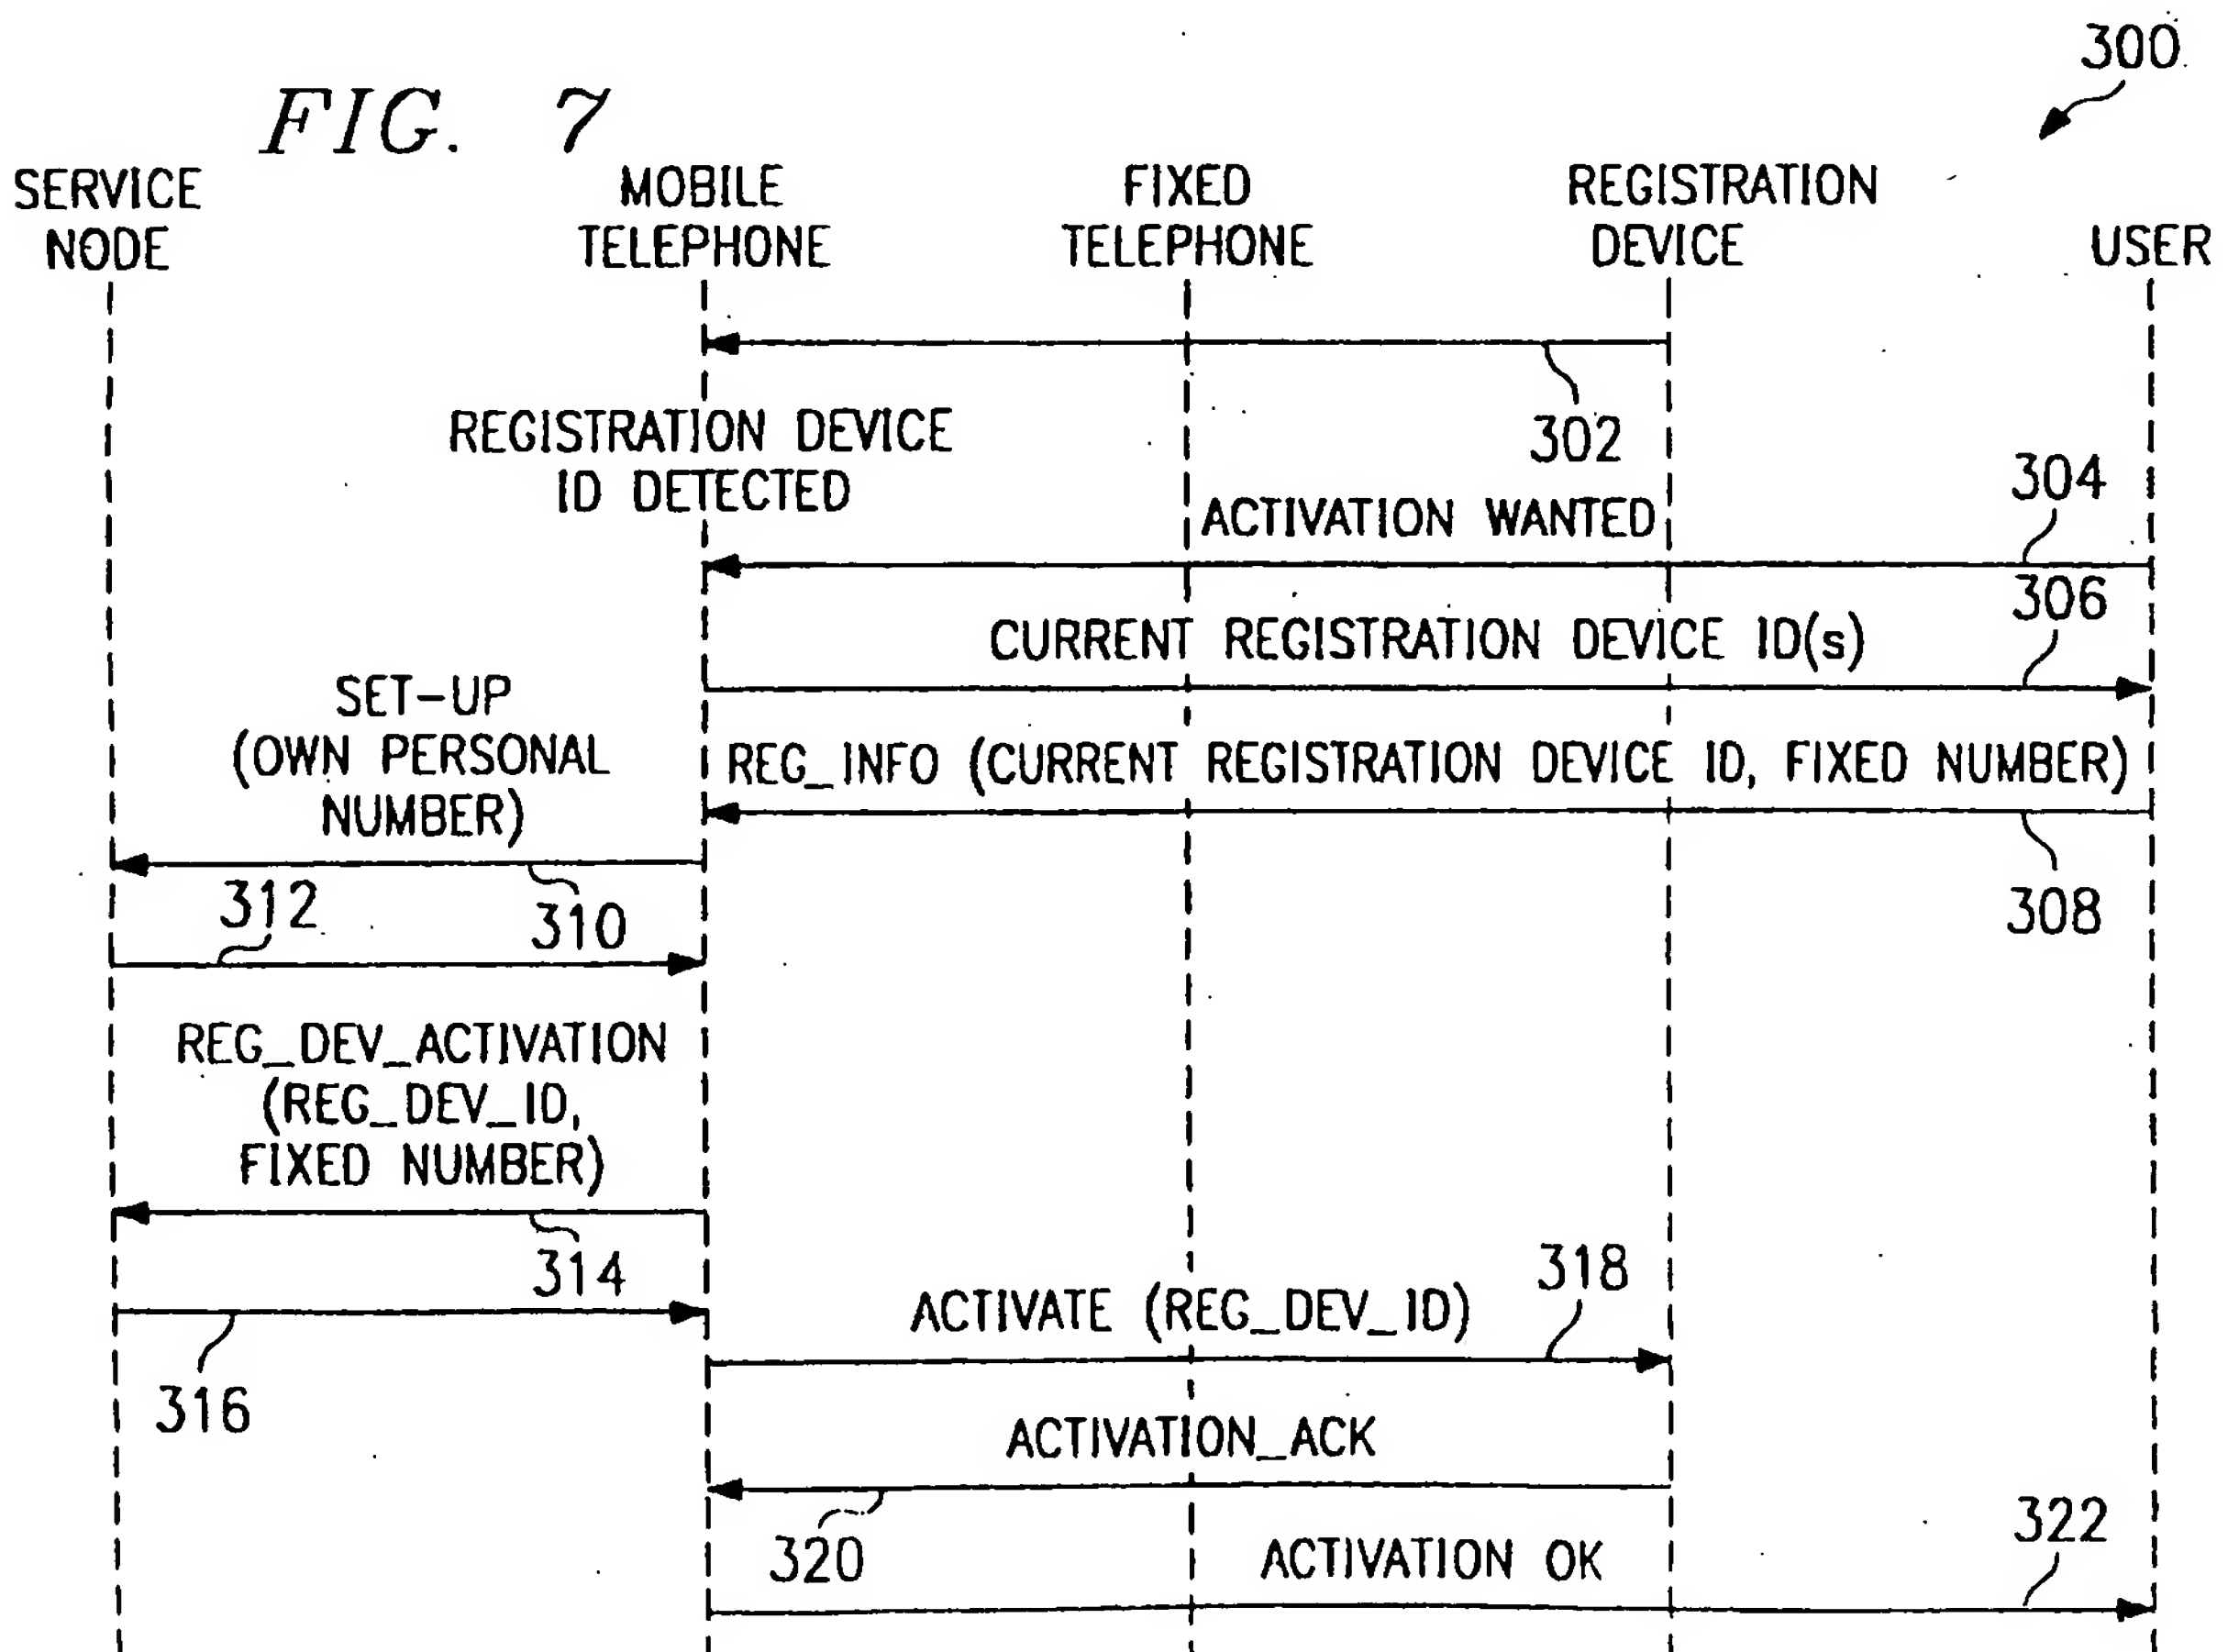 300
FIG. 7
SERVICE
NODE
MOBILE
TELEPHONE
FIXED
TELEPHONE
REGISTRATION
DEVICE
USER
302
REGISTRATION DEVICE
ID DETECTED
304
ACTIVATION WANTED
306
CURRENT REGISTRATION DEVICE ID(s)
SET-UP
(OWN PERSONAL
NUMBER)
REG_INFO (CURRENT REGISTRATION DEVICE ID, FIXED NUMBER)
308
310
312
REG_DEV_ACTIVATION
(REG_DEV_ID,
FIXED NUMBER)
314
316
318
ACTIVATE (REG_DEV_ID)
ACTIVATION_ACK
320
322
ACTIVATION OK